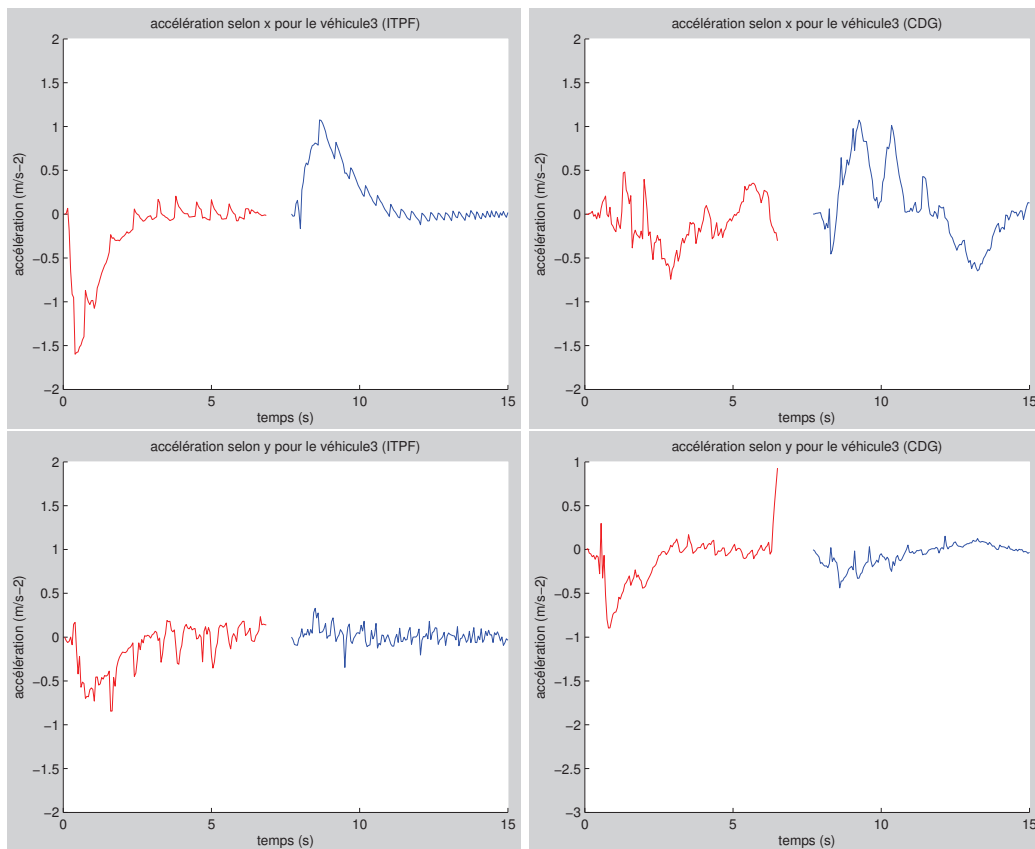 accélération selon x pour le véhicule3 (ITPF)
2
1.5
1
0.5
0
−0.5
−1
−1.5
−2
accélération (m/s−2)
0 5 10 15
temps (s)
accélération selon x pour le véhicule3 (CDG)
2
1.5
1
0.5
0
−0.5
−1
−1.5
−2
accélération (m/s−2)
0 5 10 15
temps (s)
accélération selon y pour le véhicule3 (ITPF)
2
1.5
1
0.5
0
−0.5
−1
−1.5
−2
accélération (m/s−2)
0 5 10 15
temps (s)
accélération selon y pour le véhicule3 (CDG)
1
0.5
0
−0.5
−1
−1.5
−2
−2.5
−3
accélération (m/s−2)
0 5 10 15
temps (s)